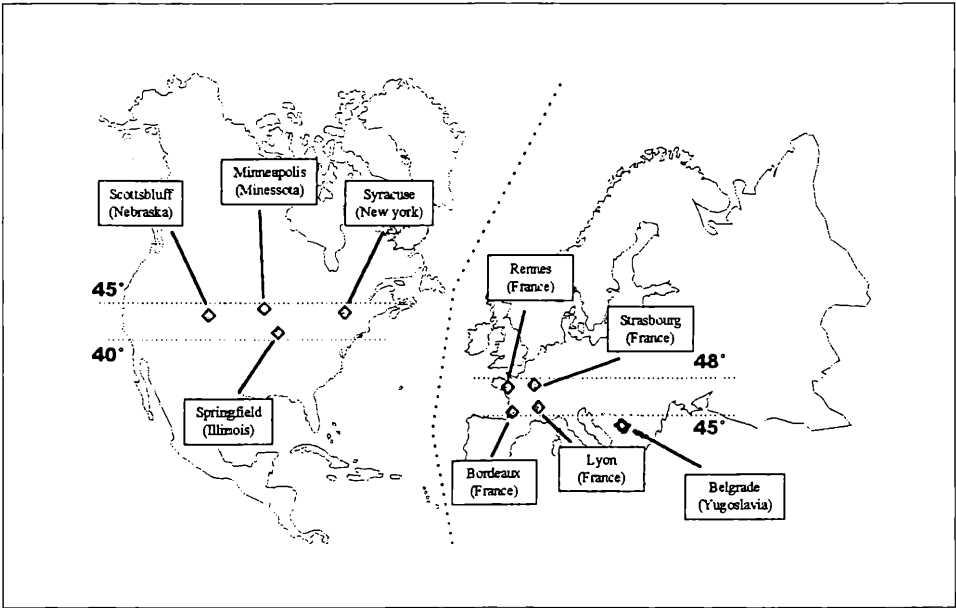 Minneapolis
(Minessota)
Scottsbluff
(Nebraska)
Syracuse
(New york)
45°
40°
Springfield
(Illinois)
Rennes
(France)
Strasbourg
(France)
48°
45°
Bordeaux
(France)
Lyon
(France)
Belgrade
(Yugoslavia)